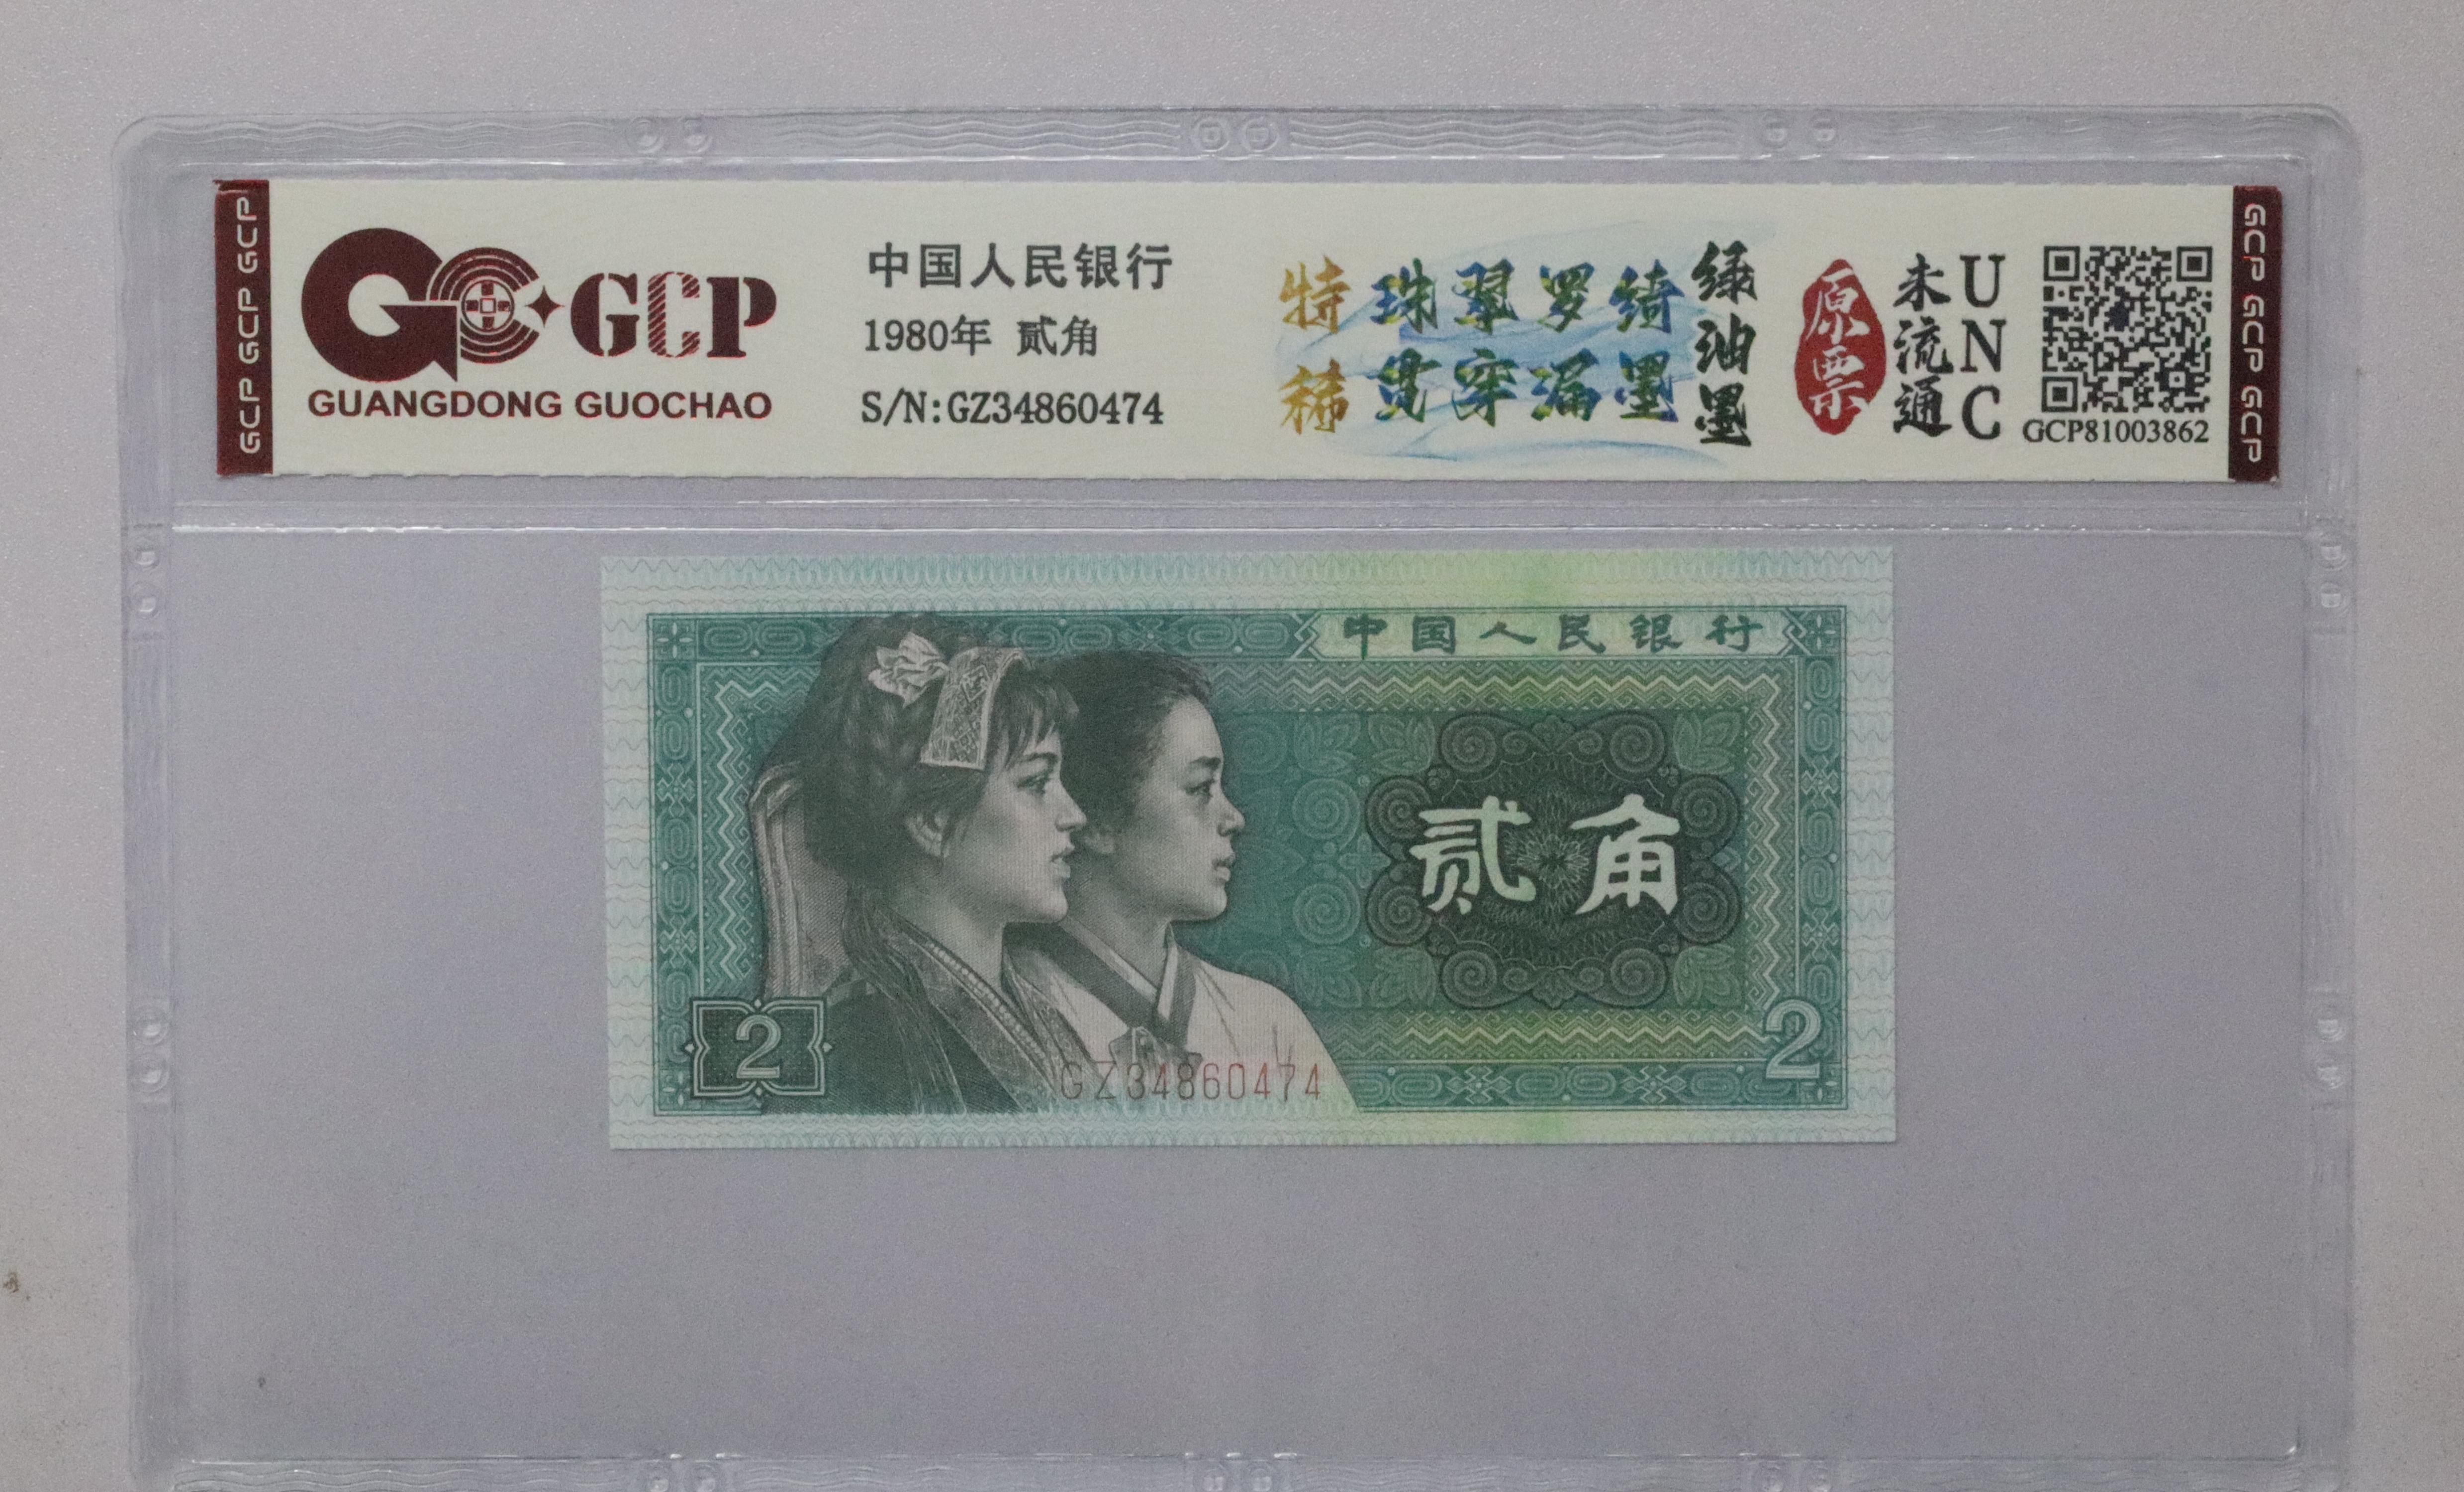 GCP GCP GCP
GCP
GUANGDONG GUOCHAO
中国人民银行
1980年 贰角
S/N:GZ34860474
特稀
珠翠罗绮
贯穿漏墨
绿油墨
原票
未流通
UNC
GCP81003862
GCP GCP GCP
中国人民银行
贰角
2
2
GZ34860474